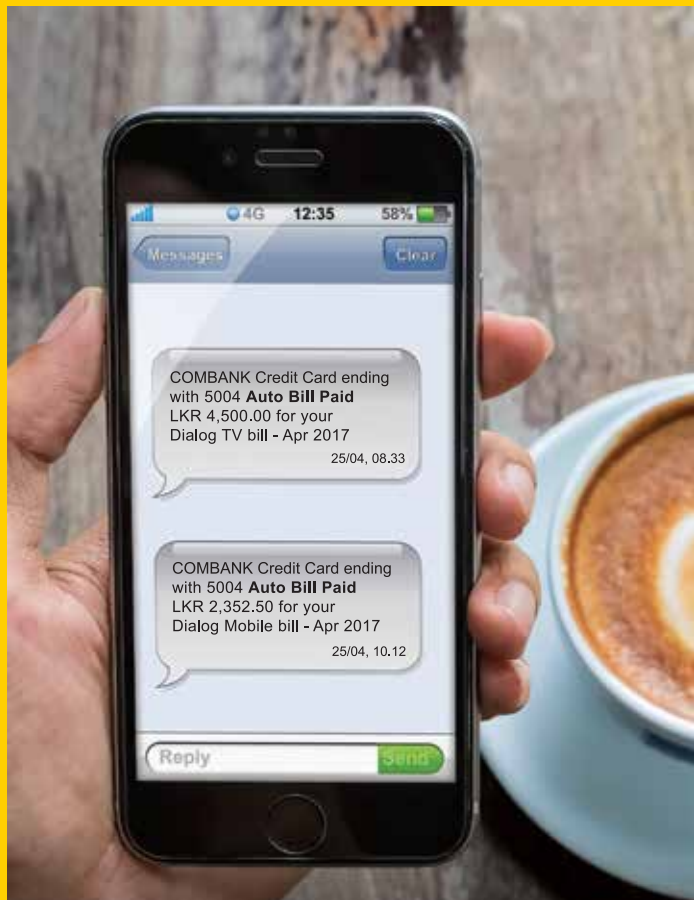 4G 12:35 58%
Messages Clear
COMBANK Credit Card ending
with 5004 Auto Bill Paid
LKR 4,500.00 for your
Dialog TV bill - Apr 2017
25/04, 08.33
COMBANK Credit Card ending
with 5004 Auto Bill Paid
LKR 2,352.50 for your
Dialog Mobile bill - Apr 2017
25/04, 10.12
Reply Send